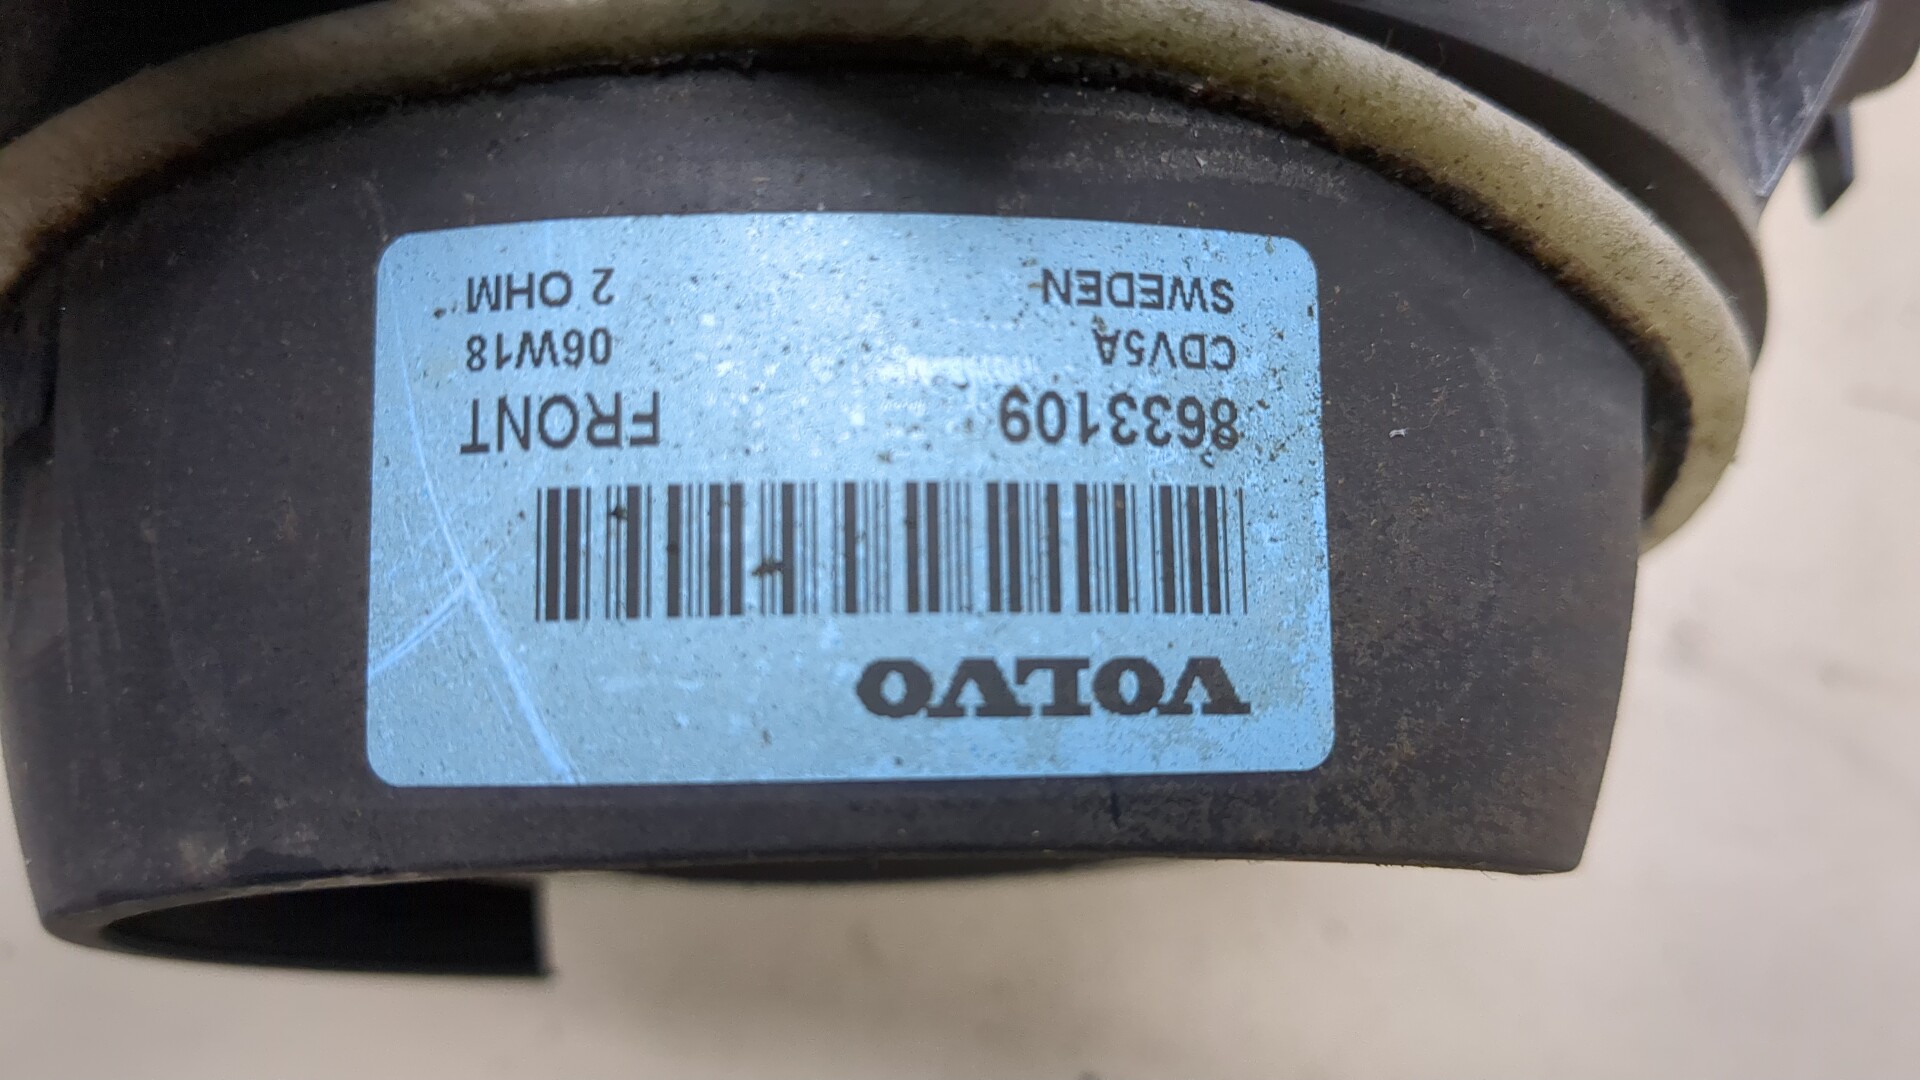 VOLVO
8633109 FRONT
CDV5A 06W18
SWEDEN 2 OHM